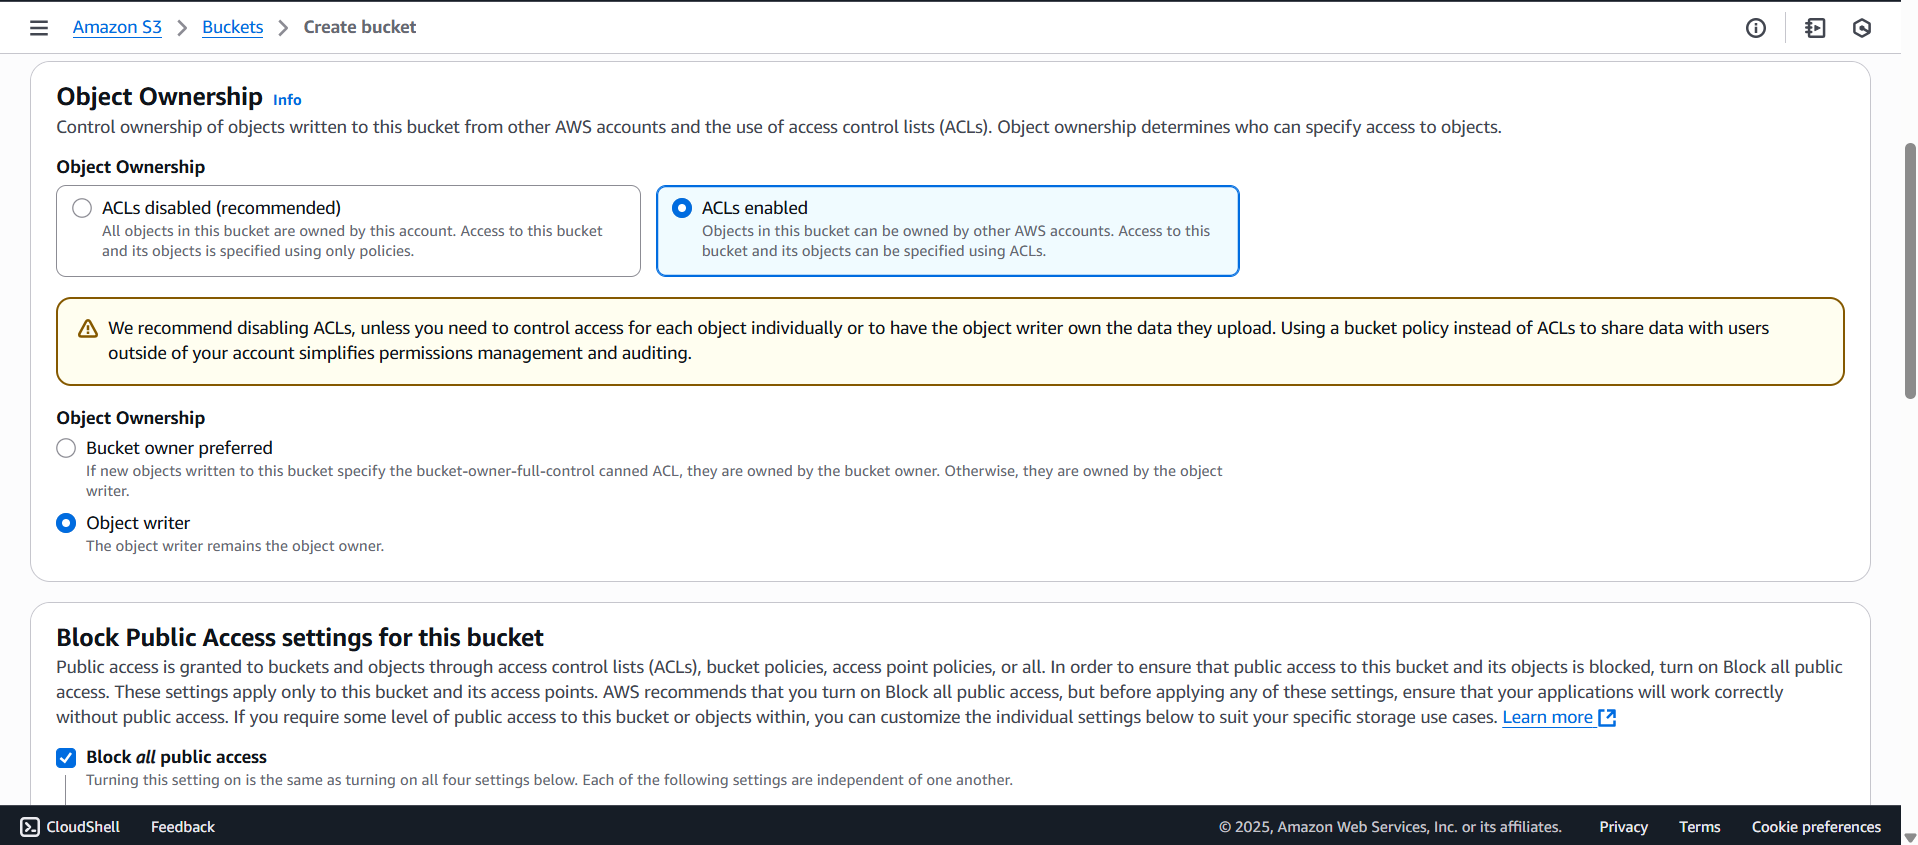 Amazon S3 > Buckets > Create bucket
Object Ownership Info
Control ownership of objects written to this bucket from other AWS accounts and the use of access control lists (ACLs). Object ownership determines who can specify access to objects.
Object Ownership
ACLs disabled (recommended)
All objects in this bucket are owned by this account. Access to this bucket
and its objects is specified using only policies.
ACLs enabled
Objects in this bucket can be owned by other AWS accounts. Access to this
bucket and its objects can be specified using ACLs.
We recommend disabling ACLs, unless you need to control access for each object individually or to have the object writer own the data they upload. Using a bucket policy instead of ACLs to share data with users
outside of your account simplifies permissions management and auditing.
Object Ownership
Bucket owner preferred
If new objects written to this bucket specify the bucket-owner-full-control canned ACL, they are owned by the bucket owner. Otherwise, they are owned by the object
writer.
Object writer
The object writer remains the object owner.
Block Public Access settings for this bucket
Public access is granted to buckets and objects through access control lists (ACLs), bucket policies, access point policies, or all. In order to ensure that public access to this bucket and its objects is blocked, turn on Block all public
access. These settings apply only to this bucket and its access points. AWS recommends that you turn on Block all public access, but before applying any of these settings, ensure that your applications will work correctly
without public access. If you require some level of public access to this bucket or objects within, you can customize the individual settings below to suit your specific storage use cases. Learn more
Block all public access
Turning this setting on is the same as turning on all four settings below. Each of the following settings are independent of one another.
CloudShell Feedback © 2025, Amazon Web Services, Inc. or its affiliates. Privacy Terms Cookie preferences